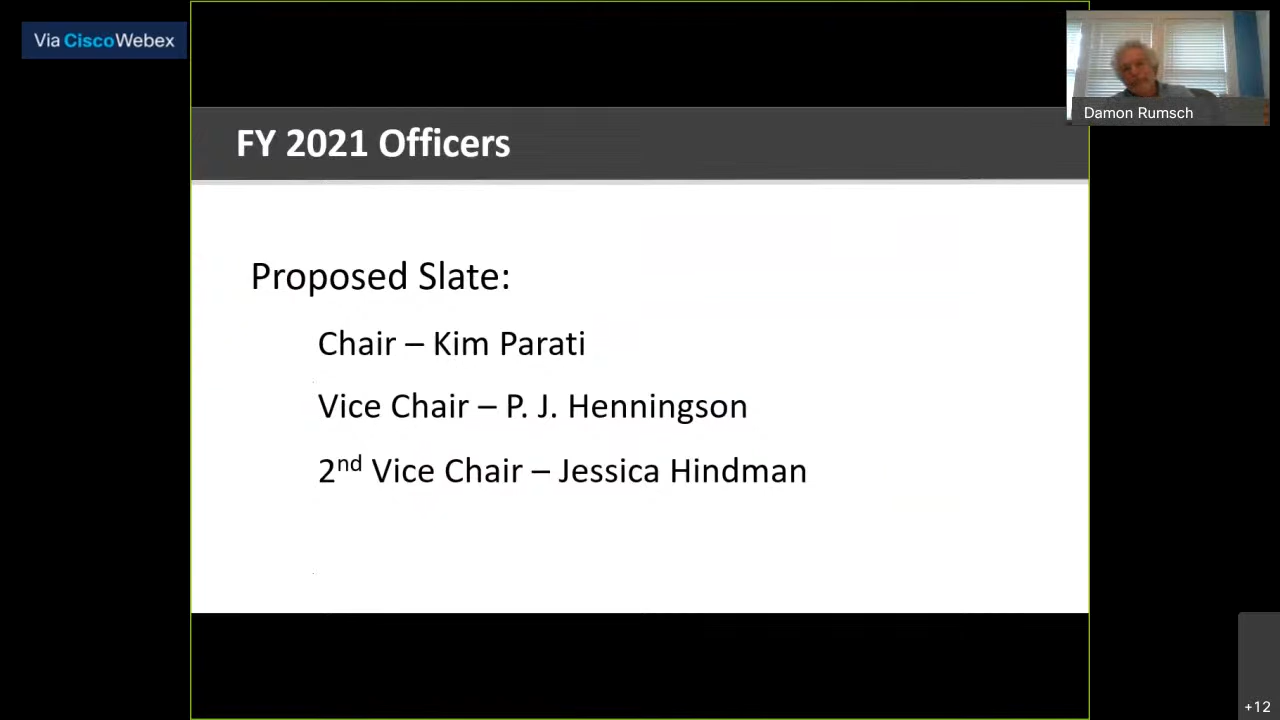 Via CiscoWebex
Damon Rumsch
FY 2021 Officers
Proposed Slate:
Chair – Kim Parati
Vice Chair – P. J. Henningson
2nd Vice Chair – Jessica Hindman
+12